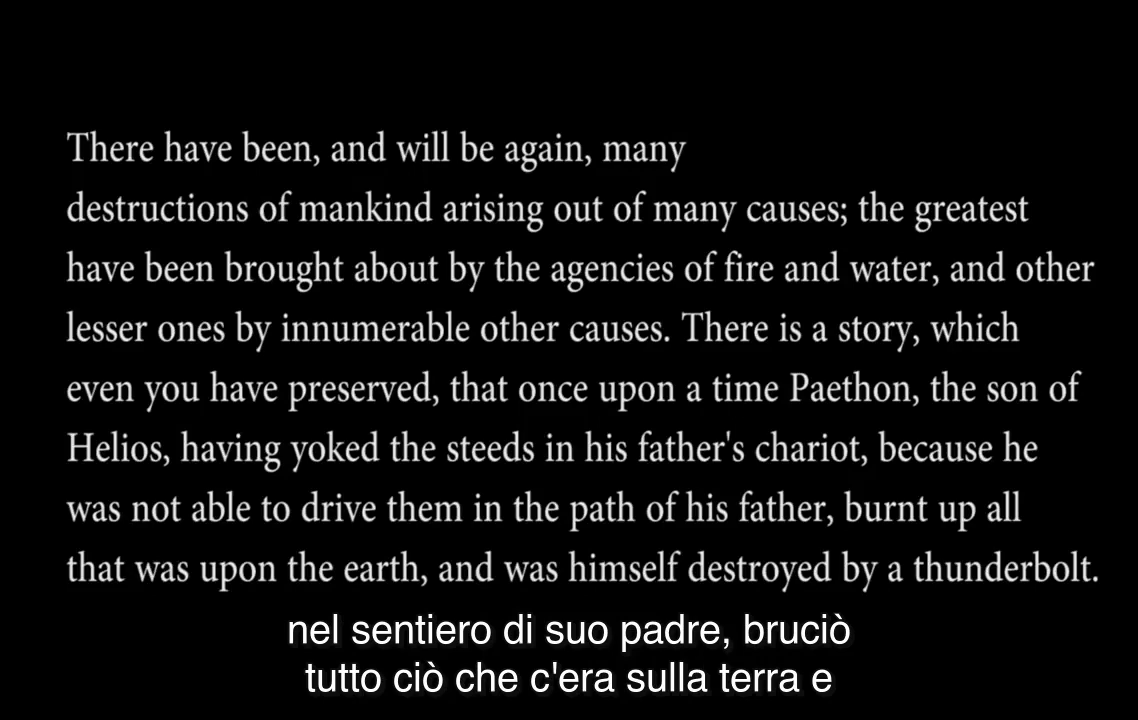 There have been, and will be again, many
destructions of mankind arising out of many causes; the greatest
have been brought about by the agencies of fire and water, and other
lesser ones by innumerable other causes. There is a story, which
even you have preserved, that once upon a time Paethon, the son of
Helios, having yoked the steeds in his father's chariot, because he
was not able to drive them in the path of his father, burnt up all
that was upon the earth, and was himself destroyed by a thunderbolt.
nel sentiero di suo padre, bruciò
tutto ciò che c'era sulla terra e